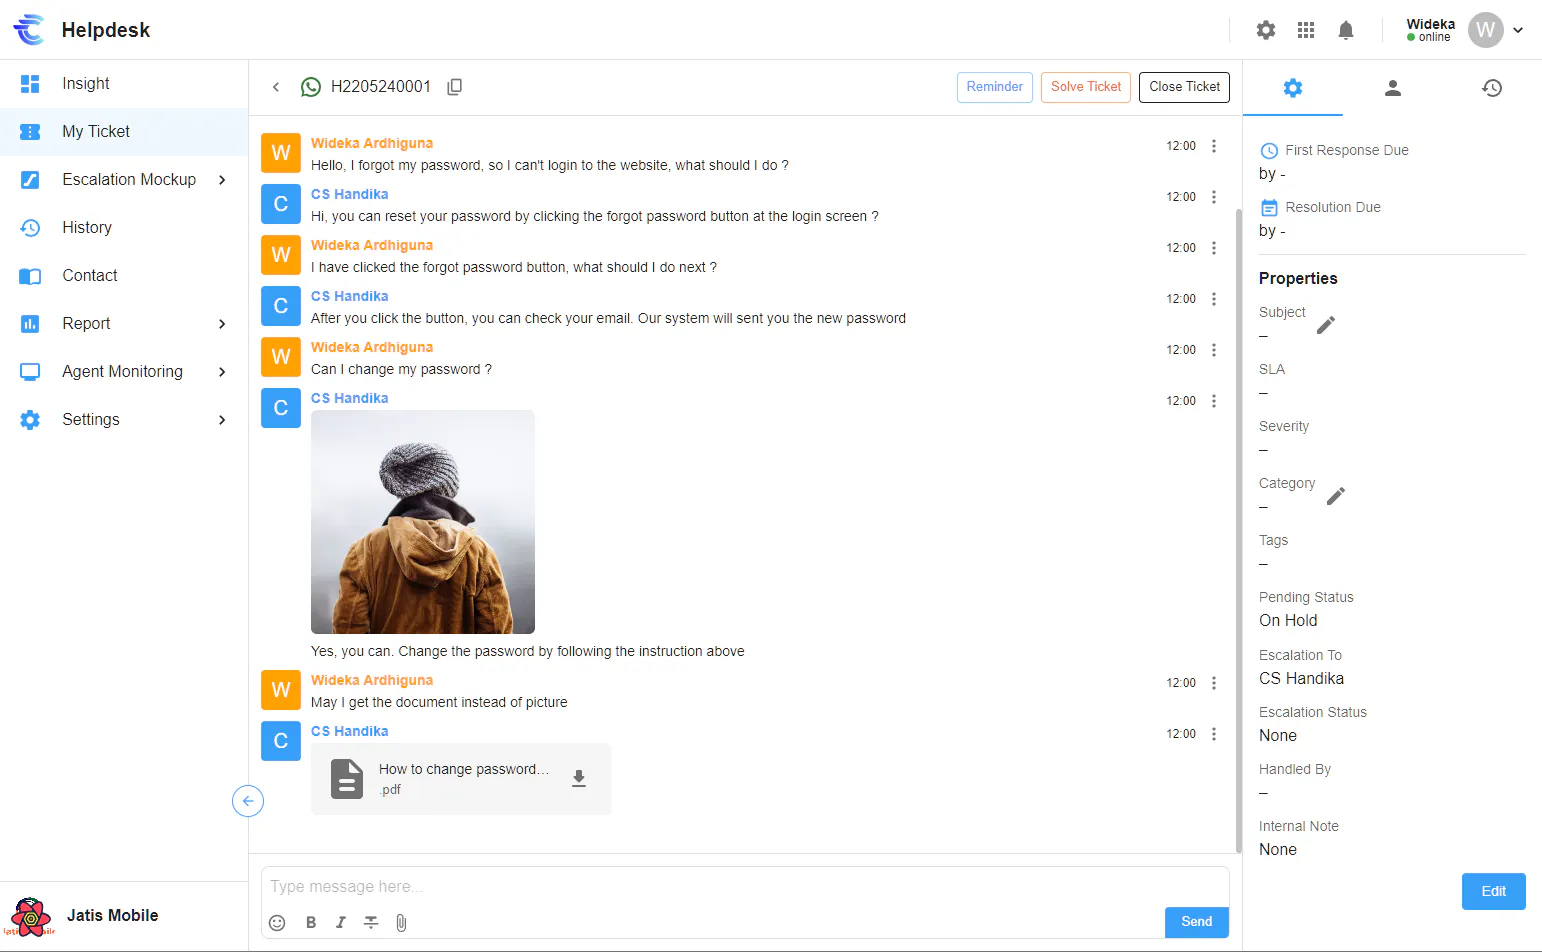 Helpdesk
Wideka
online
W
Insight
My Ticket
Escalation Mockup
History
Contact
Report
Agent Monitoring
Settings
Jatis Mobile
H2205240001
Reminder
Solve Ticket
Close Ticket
W
Wideka Ardhiguna
12:00
Hello, I forgot my password, so I can't login to the website, what should I do ?
C
CS Handika
12:00
Hi, you can reset your password by clicking the forgot password button at the login screen ?
W
Wideka Ardhiguna
12:00
I have clicked the forgot password button, what should I do next ?
C
CS Handika
12:00
After you click the button, you can check your email. Our system will sent you the new password
W
Wideka Ardhiguna
12:00
Can I change my password ?
C
CS Handika
12:00
Yes, you can. Change the password by following the instruction above
W
Wideka Ardhiguna
12:00
May I get the document instead of picture
C
CS Handika
12:00
How to change password...
.pdf
Type message here...
B I
Send
First Response Due
by -
Resolution Due
by -
Properties
Subject
–
SLA
–
Severity
–
Category
–
Tags
–
Pending Status
On Hold
Escalation To
CS Handika
Escalation Status
None
Handled By
–
Internal Note
None
Edit